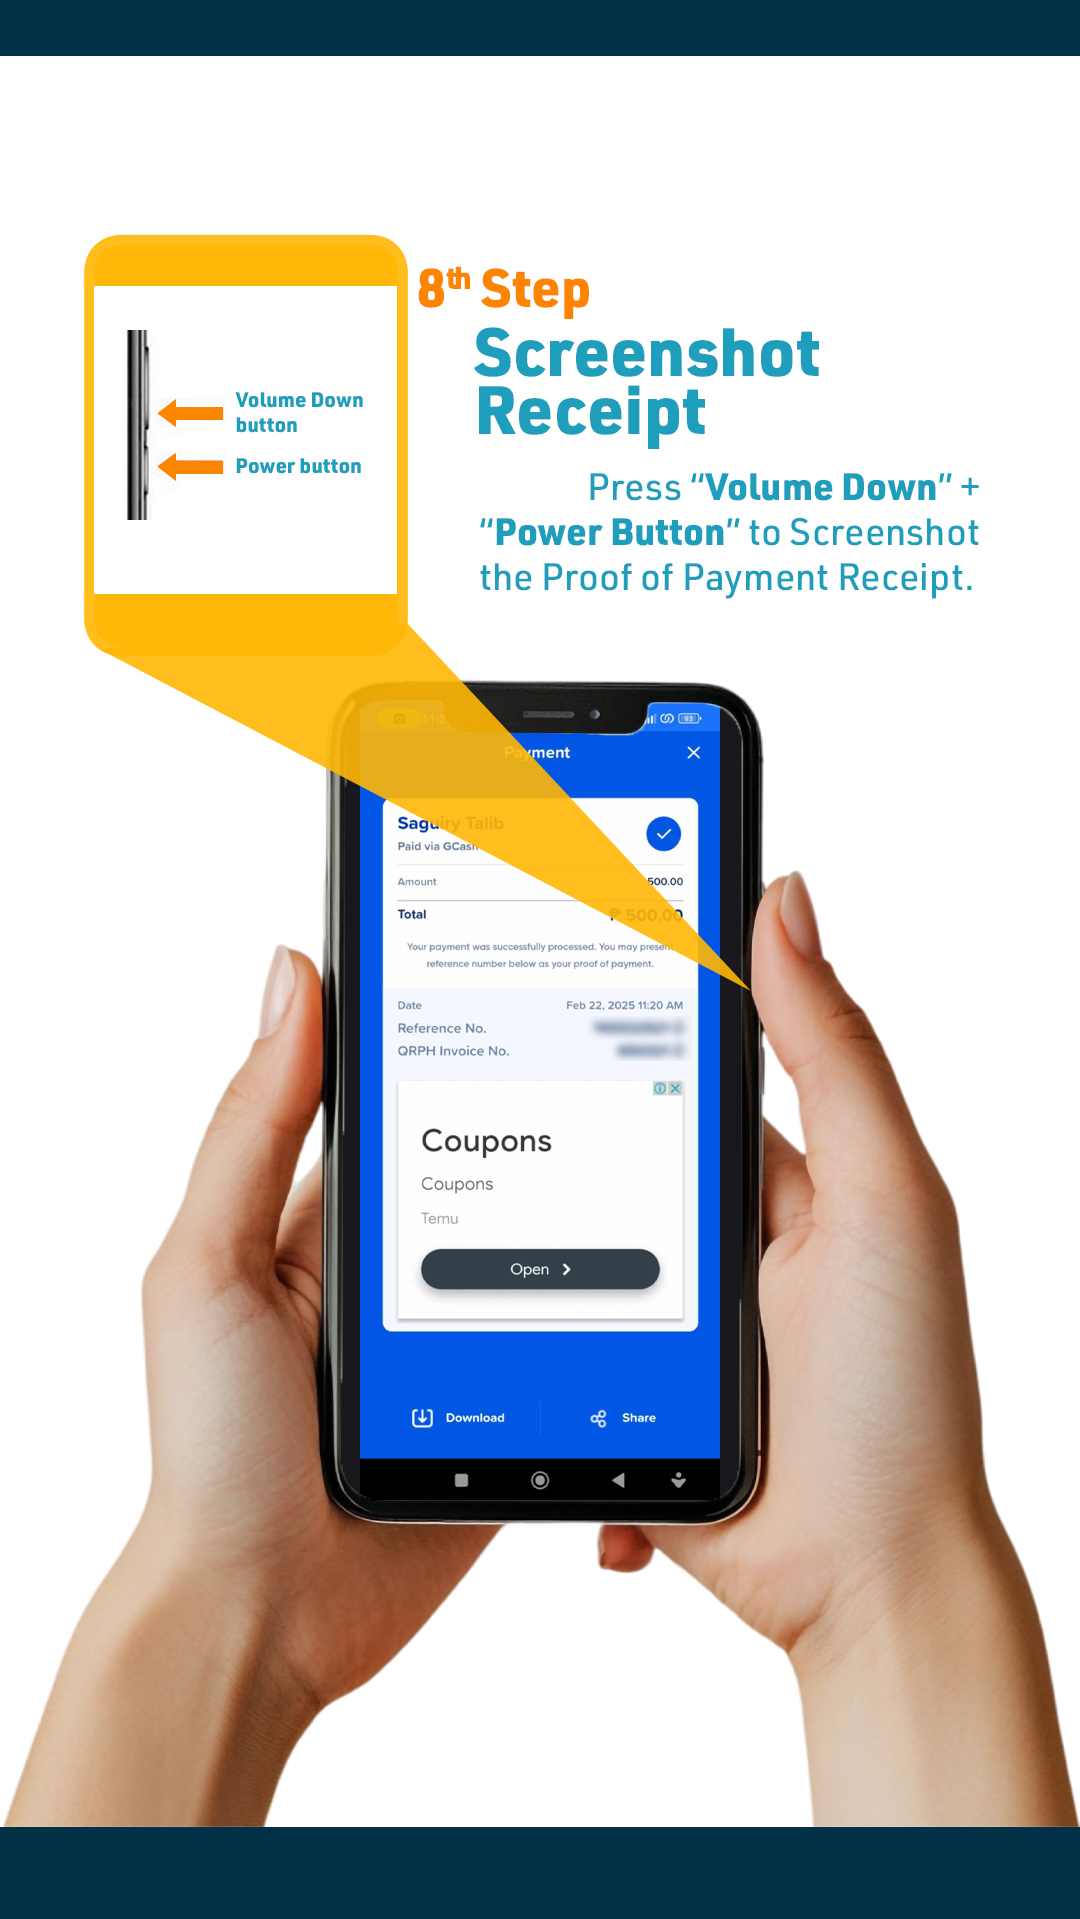 8th Step
Screenshot
Receipt
Press “Volume Down” +
“Power Button” to Screenshot
the Proof of Payment Receipt.
Volume Down
button
Power button
93
Payment
Saguiry Talib
Paid via GCash
Amount 500.00
Total ₱ 500.00
Your payment was successfully processed. You may present
reference number below as your proof of payment.
Date Feb 22, 2025 11:20 AM
Reference No.
QRPH Invoice No.
Coupons
Coupons
Temu
Open
Download Share